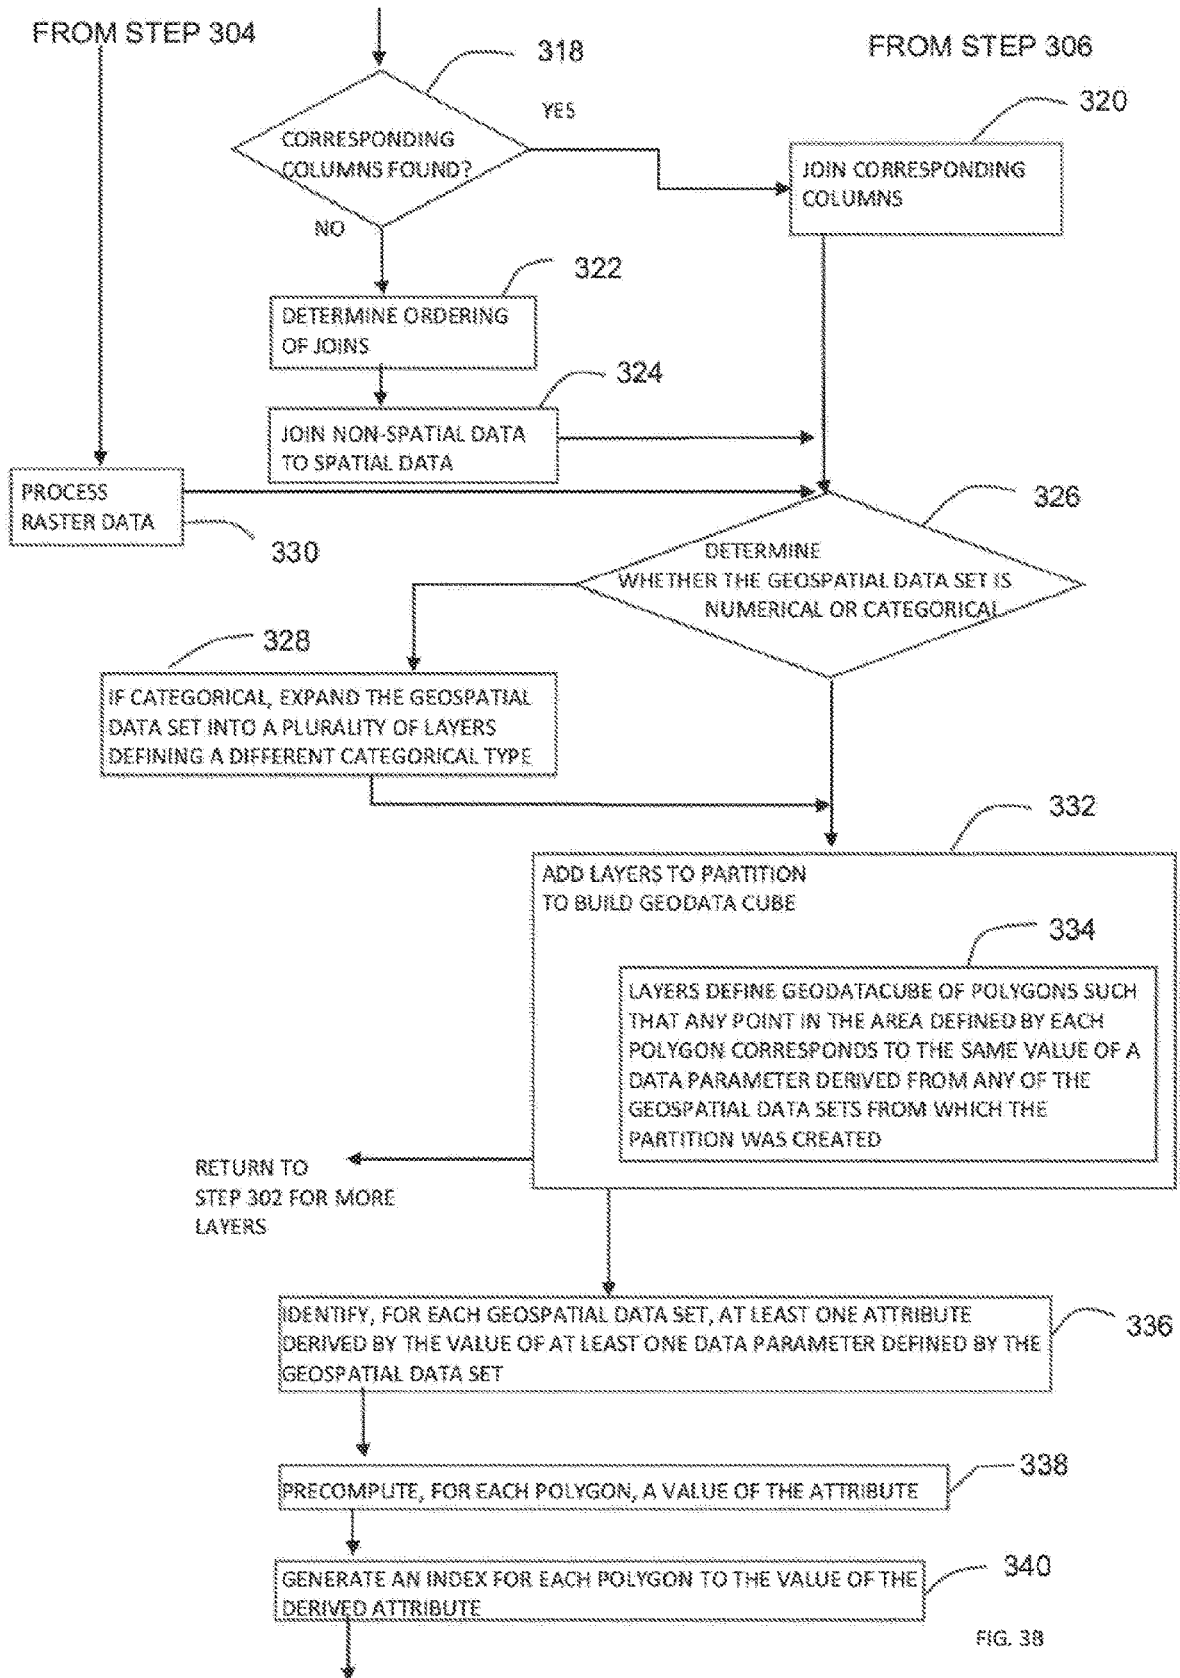 FROM STEP 304
318
FROM STEP 306
YES
320
CORRESPONDING
COLUMNS FOUND?
JOIN CORRESPONDING
COLUMNS
NO
322
DETERMINE ORDERING
OF JOINS
324
JOIN NON-SPATIAL DATA
TO SPATIAL DATA
PROCESS
RASTER DATA
330
326
DETERMINE
WHETHER THE GEOSPATIAL DATA SET IS
NUMERICAL OR CATEGORICAL
328
IF CATEGORICAL, EXPAND THE GEOSPATIAL
DATA SET INTO A PLURALITY OF LAYERS
DEFINING A DIFFERENT CATEGORICAL TYPE
332
ADD LAYERS TO PARTITION
TO BUILD GEODATA CUBE
334
LAYERS DEFINE GEODATACUBE OF POLYGONS SUCH
THAT ANY POINT IN THE AREA DEFINED BY EACH
POLYGON CORRESPONDS TO THE SAME VALUE OF A
DATA PARAMETER DERIVED FROM ANY OF THE
GEOSPATIAL DATA SETS FROM WHICH THE
PARTITION WAS CREATED
RETURN TO
STEP 302 FOR MORE
LAYERS
IDENTIFY, FOR EACH GEOSPATIAL DATA SET, AT LEAST ONE ATTRIBUTE
DERIVED BY THE VALUE OF AT LEAST ONE DATA PARAMETER DEFINED BY THE
GEOSPATIAL DATA SET
336
338
PRECOMPUTE, FOR EACH POLYGON, A VALUE OF THE ATTRIBUTE
340
GENERATE AN INDEX FOR EACH POLYGON TO THE VALUE OF THE
DERIVED ATTRIBUTE
FIG. 3B